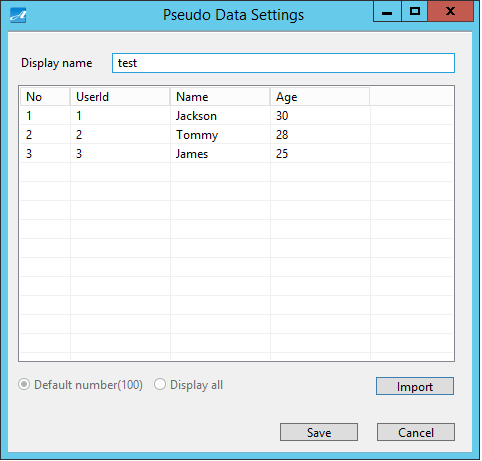 Pseudo Data Settings
Display name test
No UserId Name Age
1 1 Jackson 30
2 2 Tommy 28
3 3 James 25
Default number(100) Display all
Import
Save Cancel